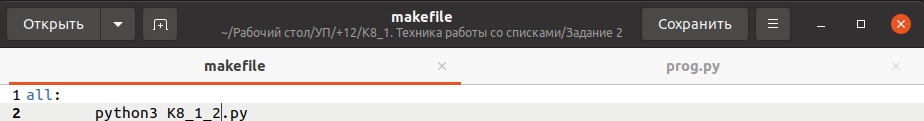 Открыть
makefile
~/Рабочий стол/УП/+12/К8_1. Техника работы со списками/Задание 2
Сохранить
makefile
prog.py
1 all:
2 python3 K8_1_2.py